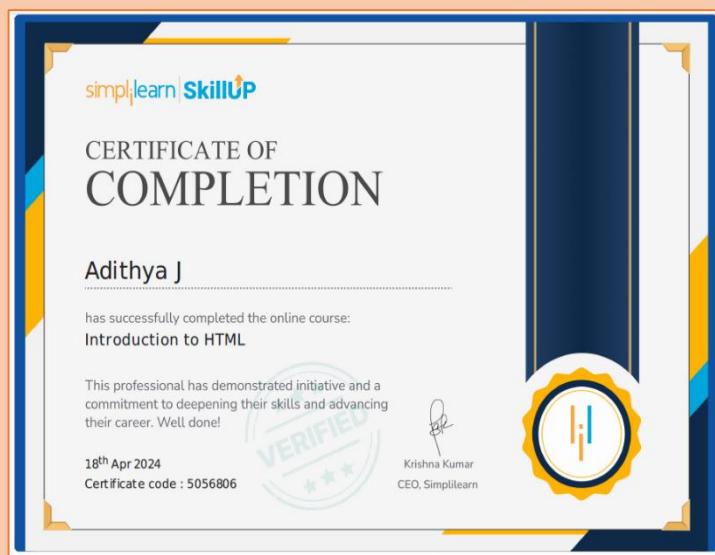 simplilearn | SkillUP
CERTIFICATE OF
COMPLETION
Adithya J
has successfully completed the online course:
Introduction to HTML
This professional has demonstrated initiative and a
commitment to deepening their skills and advancing
their career. Well done!
VERIFIED
18th Apr 2024
Certificate code : 5056806
Krishna Kumar
CEO, Simplilearn